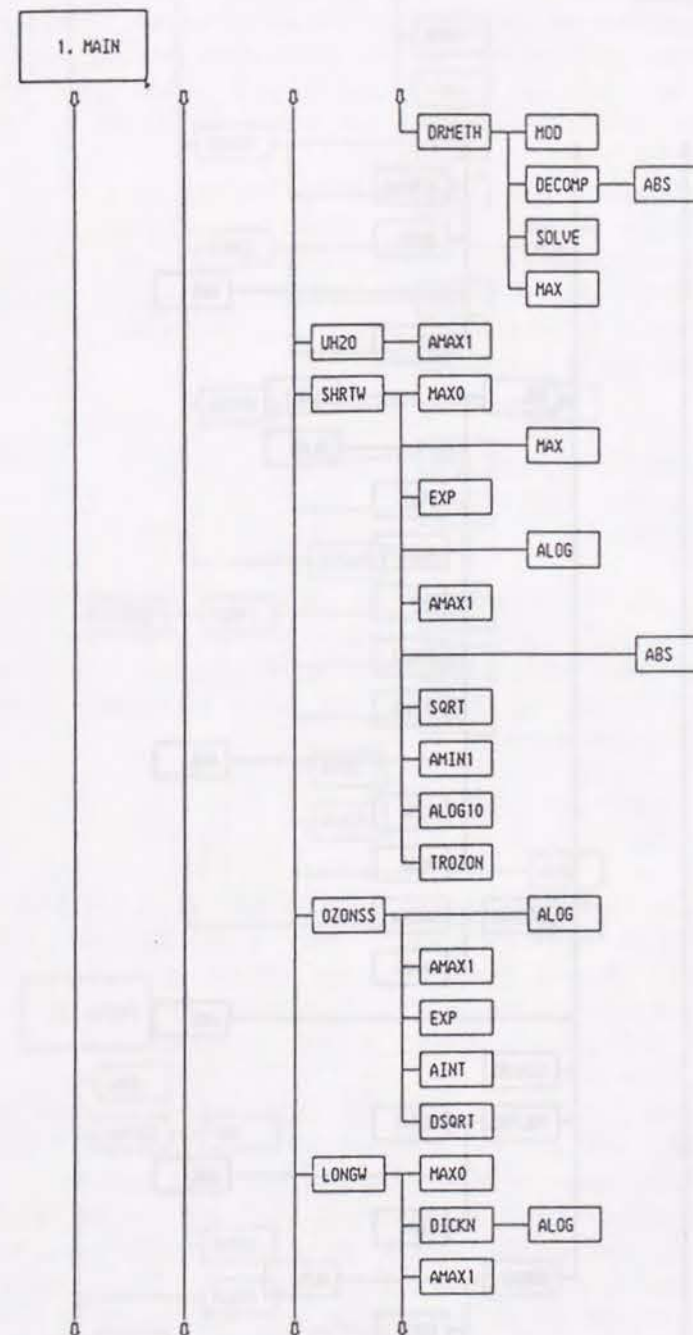 1. MAIN
DRMETH MOD
DECOMP ABS
SOLVE
MAX
UH2O AMAX1
SHRTW MAX0
MAX
EXP
ALOG
AMAX1
ABS
SQRT
AMIN1
ALOG10
TROZON
OZONSS ALOG
AMAX1
EXP
AINT
DSQRT
LONGW MAX0
DICKN ALOG
AMAX1